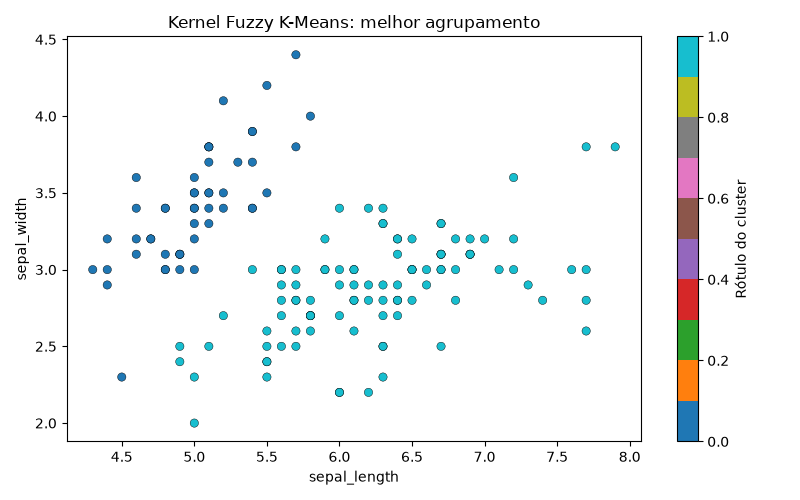 Kernel Fuzzy K-Means: melhor agrupamento
4.5
4.0
3.5
3.0
2.5
2.0
sepal_width
4.5 5.0 5.5 6.0 6.5 7.0 7.5 8.0
sepal_length
1.0
0.8
0.6
0.4
0.2
0.0
Rótulo do cluster